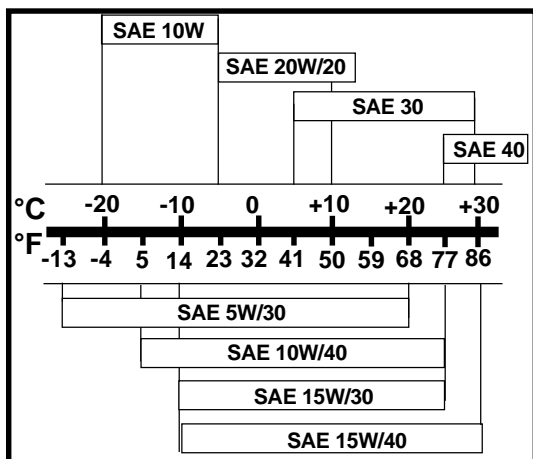 SAE 10W
SAE 20W/20
SAE 30
SAE 40
°C -20 -10 0 +10 +20 +30
°F
-13 -4 5 14 23 32 41 50 59 68 77 86
SAE 5W/30
SAE 10W/40
SAE 15W/30
SAE 15W/40